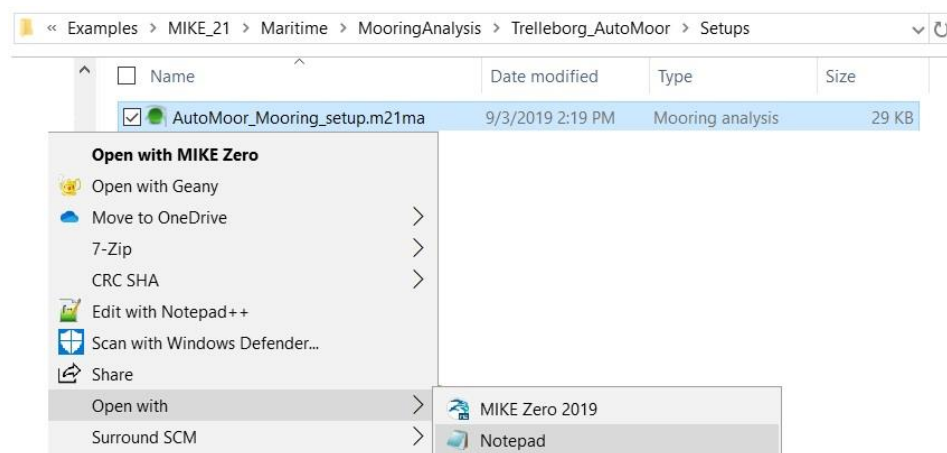 « Examples > MIKE_21 > Maritime > MooringAnalysis > Trelleborg_AutoMoor > Setups
Name Date modified Type Size
AutoMoor_Mooring_setup.m21ma 9/3/2019 2:19 PM Mooring analysis 29 KB
Open with MIKE Zero
Open with Geany
Move to OneDrive
7-Zip
CRC SHA
Edit with Notepad++
Scan with Windows Defender...
Share
Open with
MIKE Zero 2019
Surround SCM
Notepad